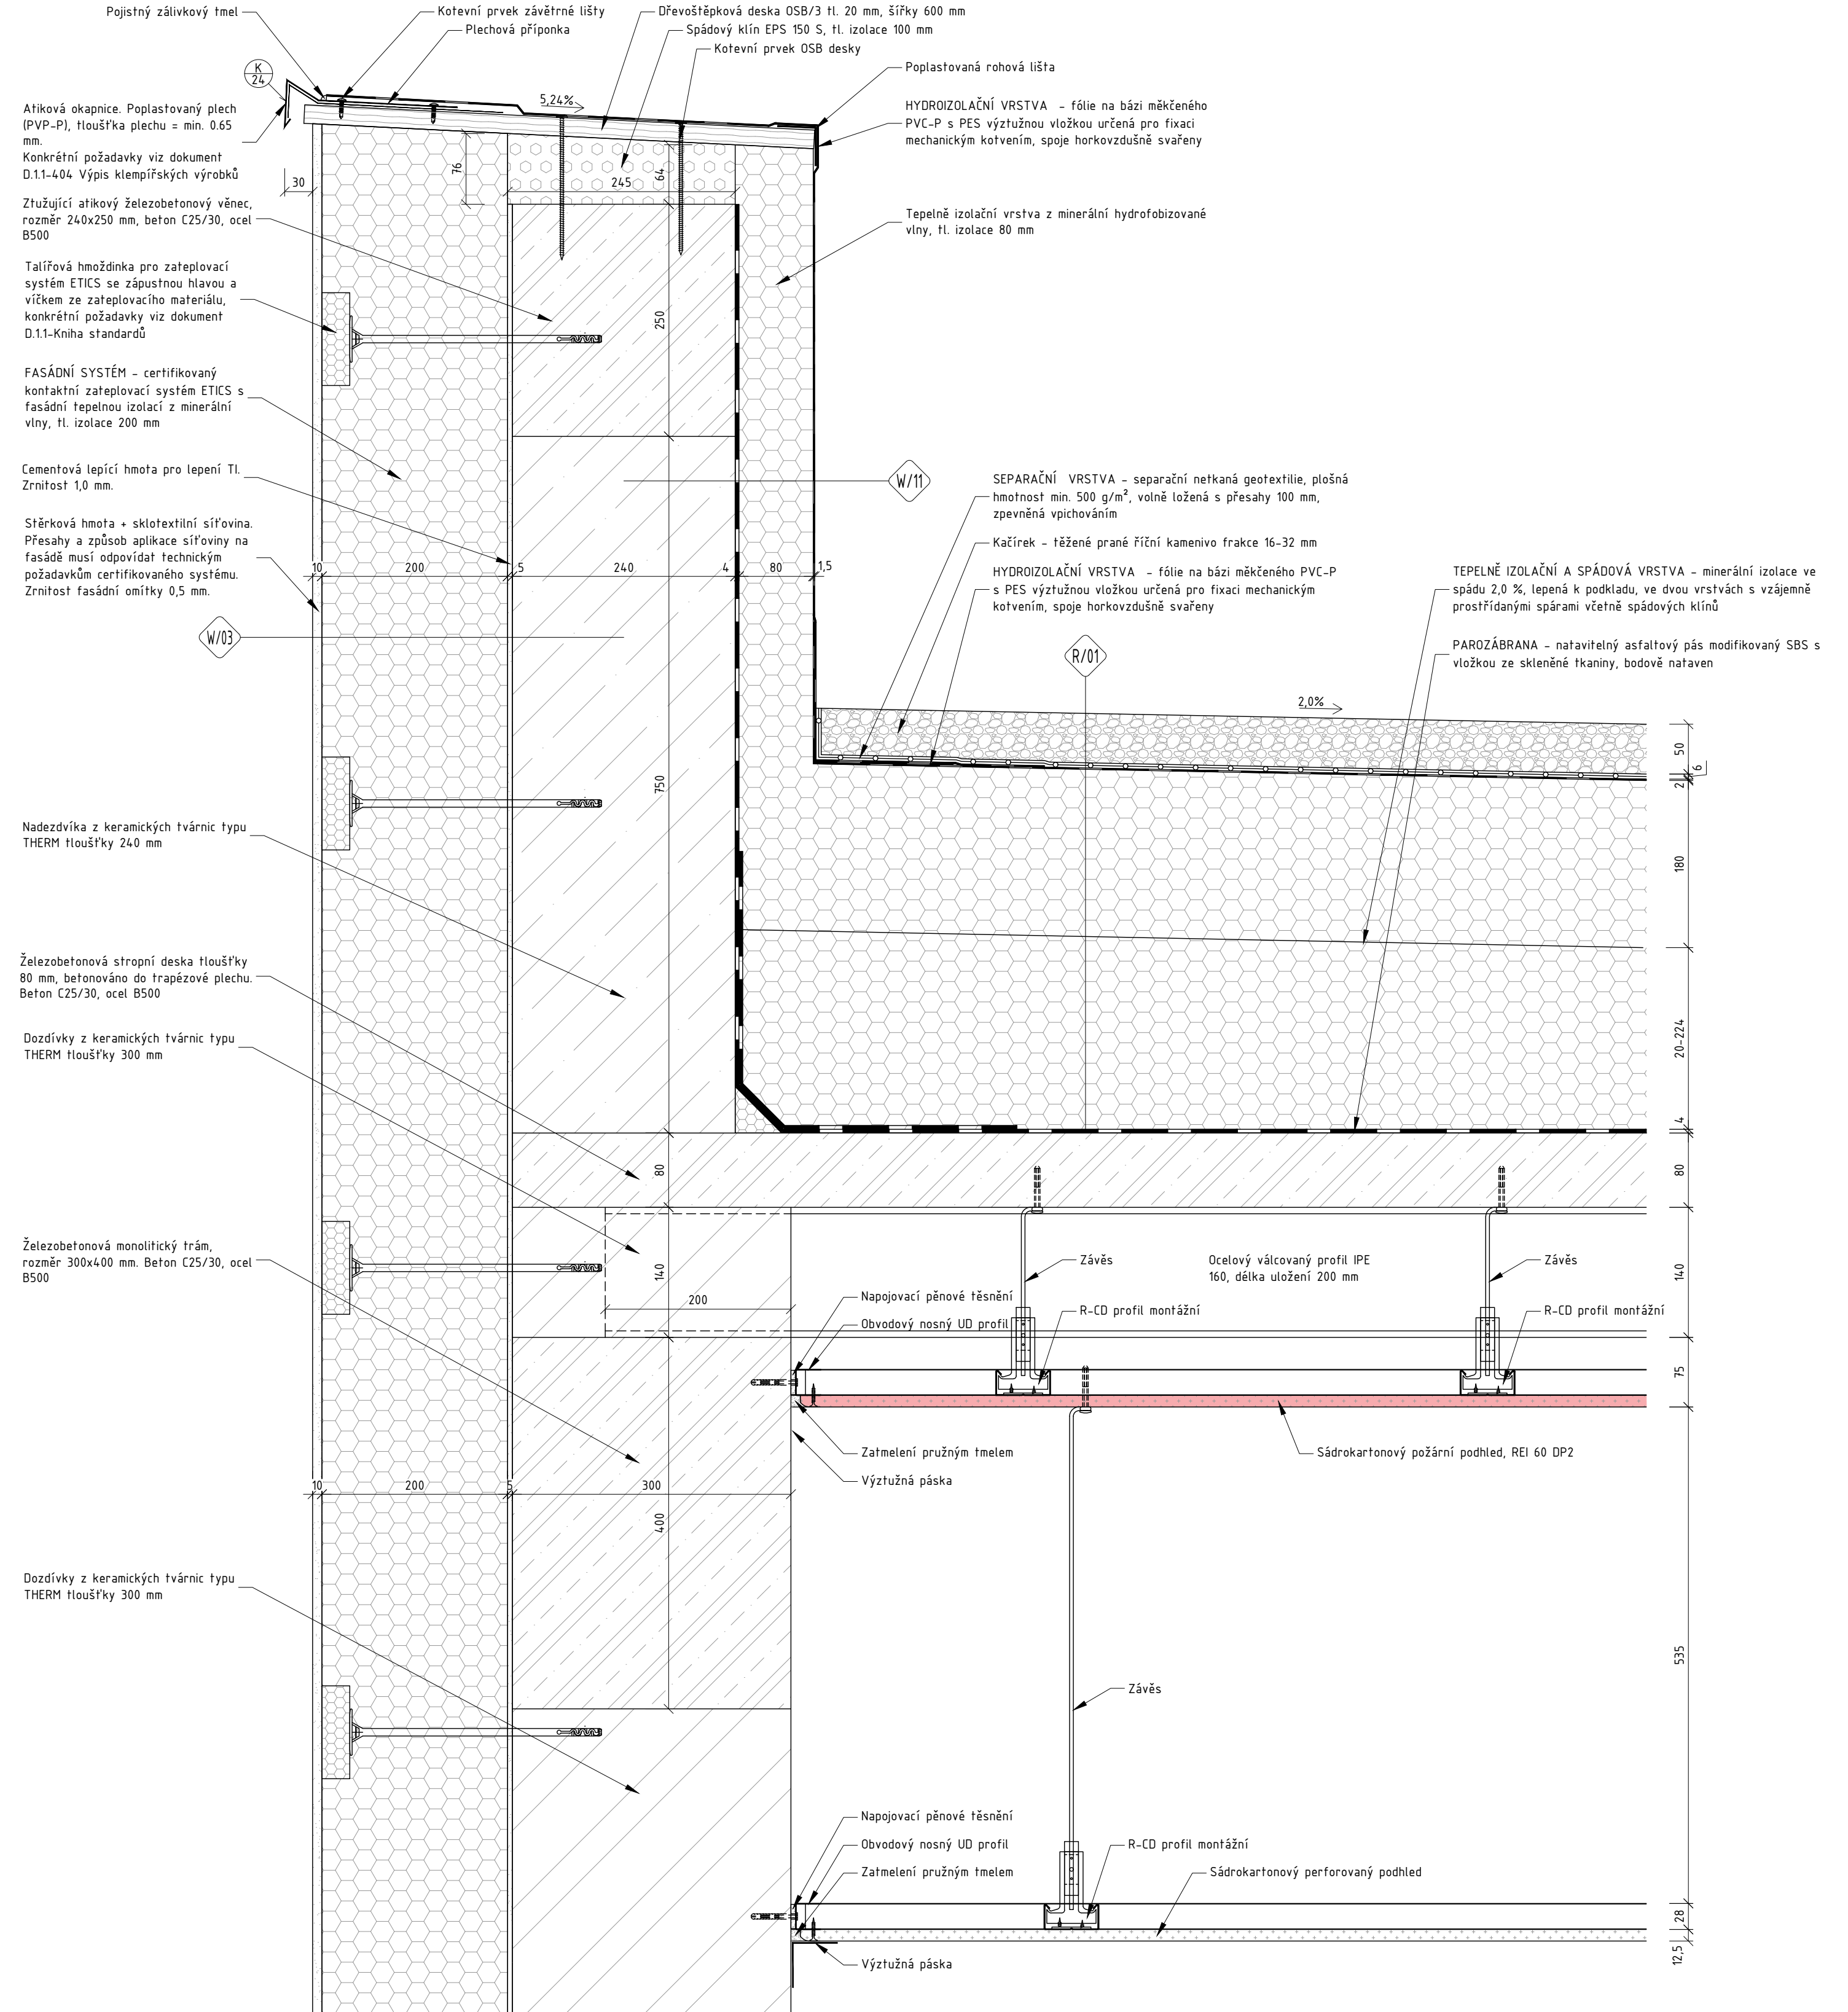 Pojistný zálivkový tmel
Kotevní prvek závětrné lišty
Plechová příponka
Dřevoštěpková deska OSB/3 tl. 20 mm, šířky 600 mm
Spádový klín EPS 150 S, tl. izolace 100 mm
Kotevní prvek OSB desky
Poplastovaná rohová lišta
K
24
5,24%
Atiková okapnice. Poplastovaný plech
(PVP-P), tloušťka plechu = min. 0.65
mm.
Konkrétní požadavky viz dokument
D.1.1-404 Výpis klempířských výrobků
HYDROIZOLAČNÍ VRSTVA - fólie na bázi měkčeného
PVC-P s PES výztužnou vložkou určená pro fixaci
mechanickým kotvením, spoje horkovzdušně svařeny
30
76
245
64
Ztužující atikový železobetonový věnec,
rozměr 240x250 mm, beton C25/30, ocel
B500
Tepelně izolační vrstva z minerální hydrofobizované
vlny, tl. izolace 80 mm
Talířová hmoždinka pro zateplovací
systém ETICS se zápustnou hlavou a
víčkem ze zateplovacího materiálu,
konkrétní požadavky viz dokument
D.1.1-Kniha standardů
250
FASÁDNÍ SYSTÉM - certifikovaný
kontaktní zateplovací systém ETICS s
fasádní tepelnou izolací z minerální
vlny, tl. izolace 200 mm
Cementová lepící hmota pro lepení TI.
Zrnitost 1,0 mm.
W/11
SEPARAČNÍ VRSTVA - separační netkaná geotextilie, plošná
hmotnost min. 500 g/m², volně ložená s přesahy 100 mm,
zpevněná vpichováním
Stěrková hmota + sklotextilní síťovina.
Přesahy a způsob aplikace síťoviny na
fasádě musí odpovídat technickým
požadavkům certifikovaného systému.
Zrnitost fasádní omítky 0,5 mm.
Kačírek - těžené prané říční kamenivo frakce 16-32 mm
10
200
5
240
4
80
1,5
HYDROIZOLAČNÍ VRSTVA - fólie na bázi měkčeného PVC-P
s PES výztužnou vložkou určená pro fixaci mechanickým
kotvením, spoje horkovzdušně svařeny
TEPELNĚ IZOLAČNÍ A SPÁDOVÁ VRSTVA - minerální izolace ve
spádu 2,0 %, lepená k podkladu, ve dvou vrstvách s vzájemně
prostřídanými spárami včetně spádových klínů
W/03
R/01
PAROZÁBRANA - natavitelný asfaltový pás modifikovaný SBS s
vložkou ze skleněné tkaniny, bodově nataven
2,0%
50
6
2
750
180
Nadezdvíka z keramických tvárnic typu
THERM tloušťky 240 mm
Železobetonová stropní deska tloušťky
80 mm, betonováno do trapézové plechu.
Beton C25/30, ocel B500
20-224
Dozdívky z keramických tvárnic typu
THERM tloušťky 300 mm
4
80
80
Železobetonová monolitický trám,
rozměr 300x400 mm. Beton C25/30, ocel
B500
140
Závěs
Ocelový válcovaný profil IPE
160, délka uložení 200 mm
Závěs
140
200
Napojovací pěnové těsnění
Obvodový nosný UD profil
R-CD profil montážní
R-CD profil montážní
75
Zatmelení pružným tmelem
Výztužná páska
Sádrokartonový požární podhled, REI 60 DP2
10
200
5
300
400
Dozdívky z keramických tvárnic typu
THERM tloušťky 300 mm
535
Závěs
Napojovací pěnové těsnění
Obvodový nosný UD profil
Zatmelení pružným tmelem
R-CD profil montážní
Sádrokartonový perforovaný podhled
28
12,5
Výztužná páska